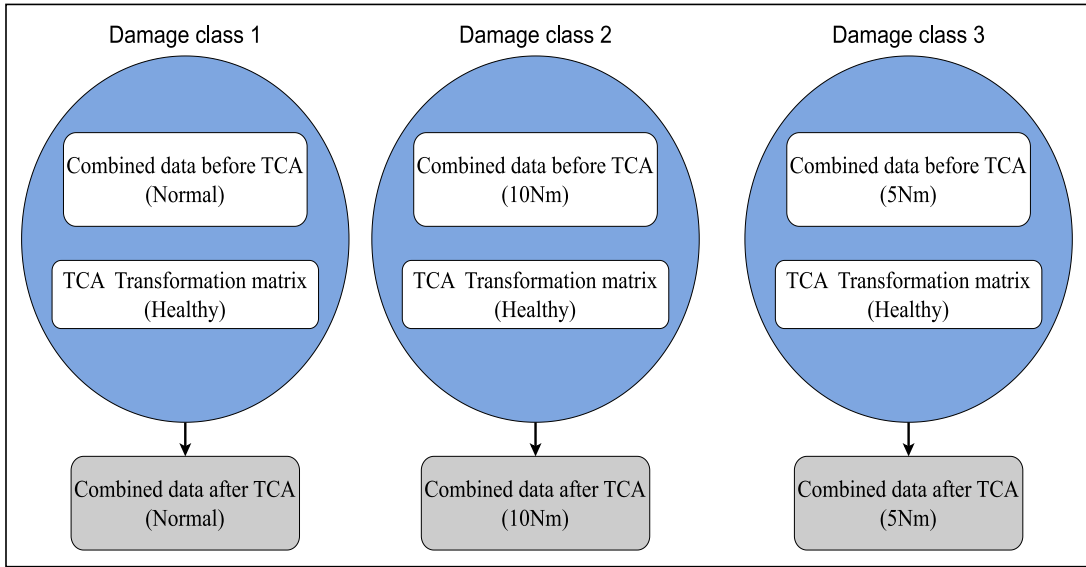 Damage class 1
Combined data before TCA
(Normal)
TCA Transformation matrix
(Healthy)
Combined data after TCA
(Normal)
Damage class 2
Combined data before TCA
(10Nm)
TCA Transformation matrix
(Healthy)
Combined data after TCA
(10Nm)
Damage class 3
Combined data before TCA
(5Nm)
TCA Transformation matrix
(Healthy)
Combined data after TCA
(5Nm)